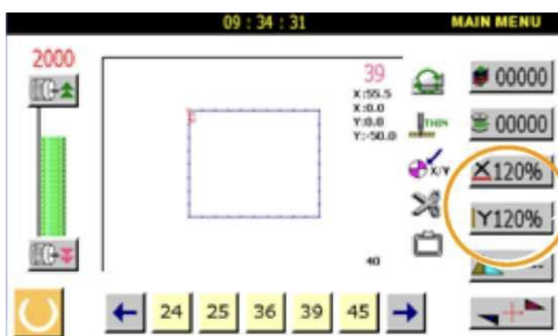 09 : 34 : 31 MAIN MENU
2000
39
X:55.5
X:0.0
Y:0.0
Y:-50.0
THIN
X/Y
40
00000
00000
X120%
Y120%
24 25 36 39 45